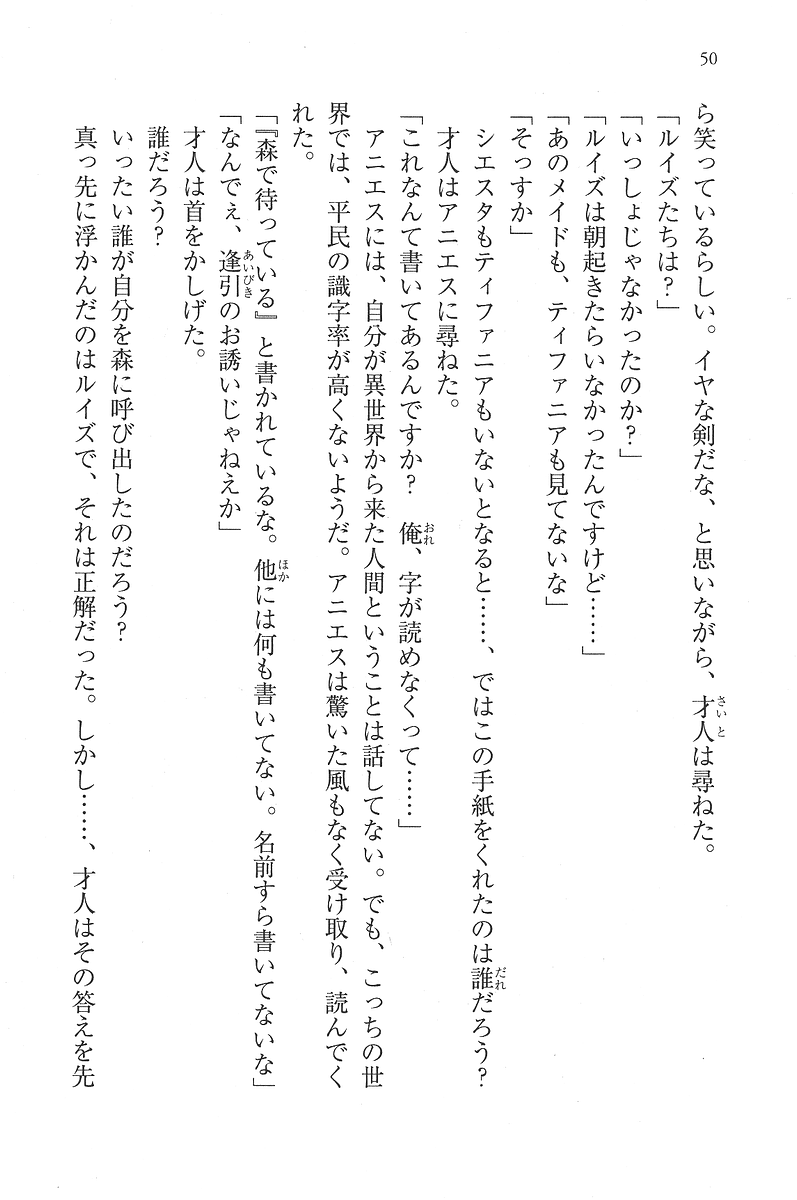 50
ら笑っているらしい。イヤな剣だな、と思いながら、才人は尋ねた。
「ルイズたちは？」
「いっしょじゃなかったのか？」
「ルイズは朝起きたらいなかったんですけど……」
「あのメイドも、ティファニアも見てないな」
「そっすか」
シエスタもティファニアもいないとなると……、ではこの手紙をくれたのは誰だろう？
才人はアニエスに尋ねた。
「これなんて書いてあるんですか？　俺、字が読めなくって……」
アニエスには、自分が異世界から来た人間ということは話してない。でも、こっちの世
界では、平民の識字率が高くないようだ。アニエスは驚いた風もなく受け取り、読んでく
れた。
「『森で待っている』と書かれているな。他には何も書いてない。名前すら書いてないな」
「なんでぇ、逢引のお誘いじゃねえか」
才人は首をかしげた。
誰だろう？
いったい誰が自分を森に呼び出したのだろう？
真っ先に浮かんだのはルイズで、それは正解だった。しかし……、才人はその答えを先